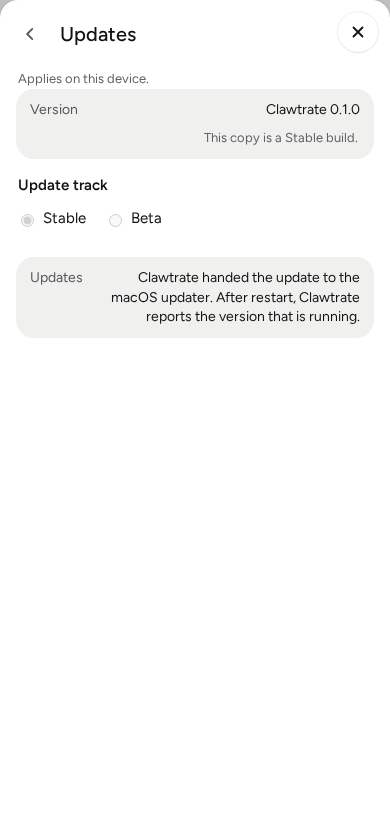 Updates
Applies on this device.
Version
Clawtrate 0.1.0
This copy is a Stable build.
Update track
Stable
Beta
Updates
Clawtrate handed the update to the
macOS updater. After restart, Clawtrate
reports the version that is running.